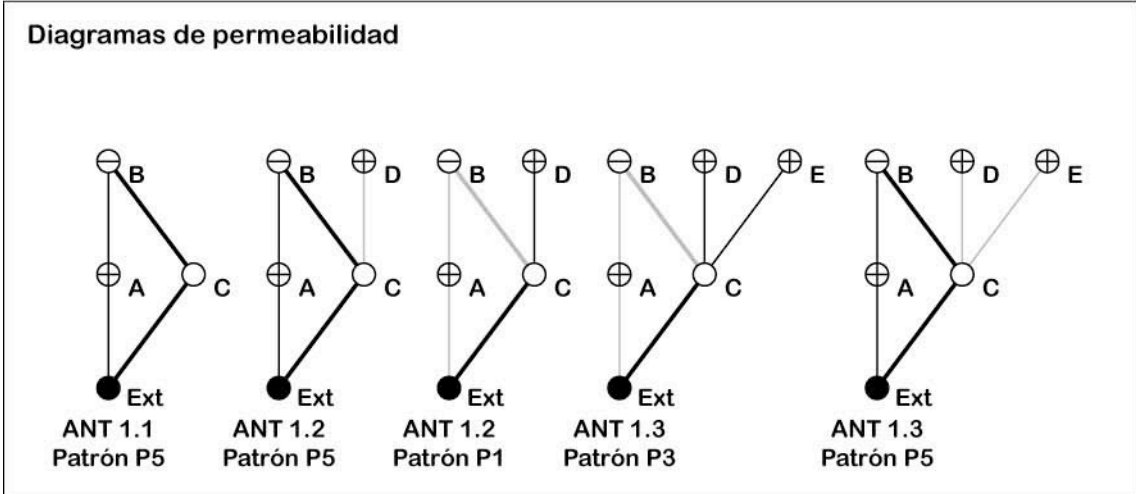 Diagramas de permeabilidad
B
B
D
B
D
B
D
E
B
D
E
A
C
A
C
A
C
A
C
A
C
Ext
Ext
Ext
Ext
Ext
ANT 1.1
Patrón P5
ANT 1.2
Patrón P5
ANT 1.2
Patrón P1
ANT 1.3
Patrón P3
ANT 1.3
Patrón P5